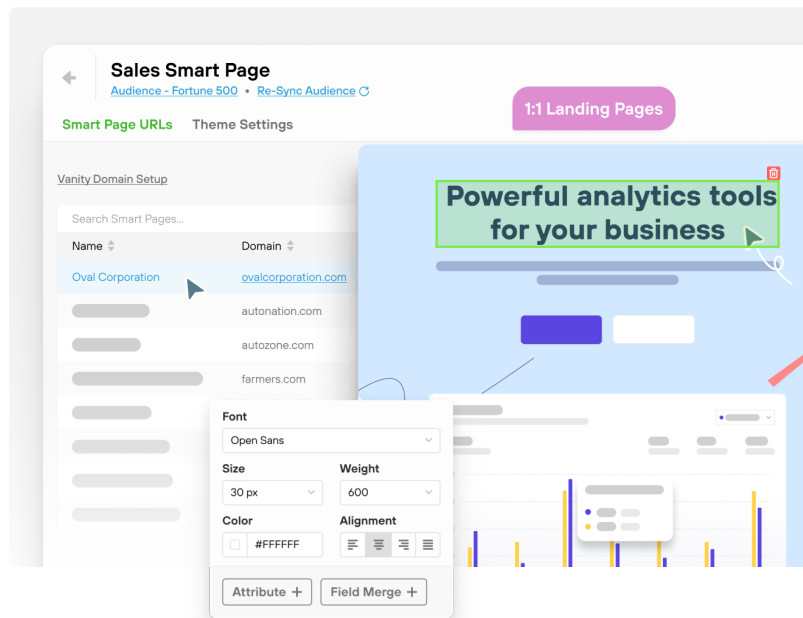 Sales Smart Page
Audience - Fortune 500 • Re-Sync Audience
1:1 Landing Pages
Smart Page URLs Theme Settings
Vanity Domain Setup
Powerful analytics tools
for your business
Search Smart Pages...
Name Domain
Oval Corporation ovalcorporation.com
autonation.com
autozone.com
farmers.com
Font
Open Sans
Size Weight
30 px 600
Color Alignment
#FFFFFF
Attribute + Field Merge +